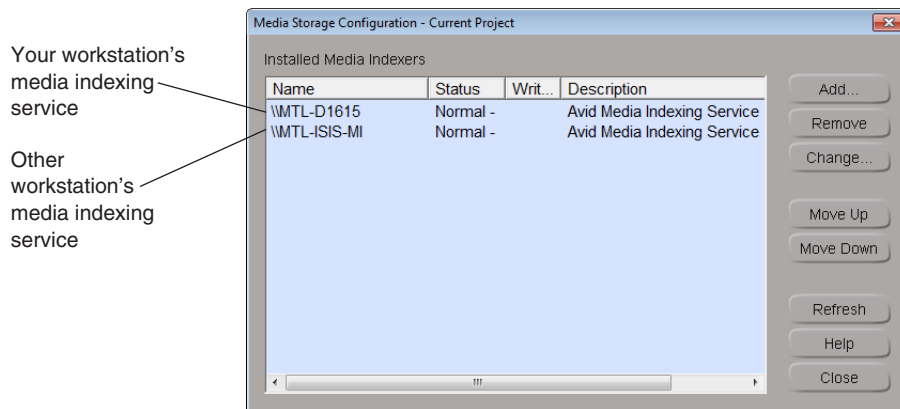 Media Storage Configuration - Current Project
Your workstation's
media indexing
service
Other
workstation's
media indexing
service
Installed Media Indexers
Name Status Writ... Description
\\MTL-D1615 Normal - Avid Media Indexing Service
\\MTL-ISIS-MI Normal - Avid Media Indexing Service
Add...
Remove
Change...
Move Up
Move Down
Refresh
Help
Close